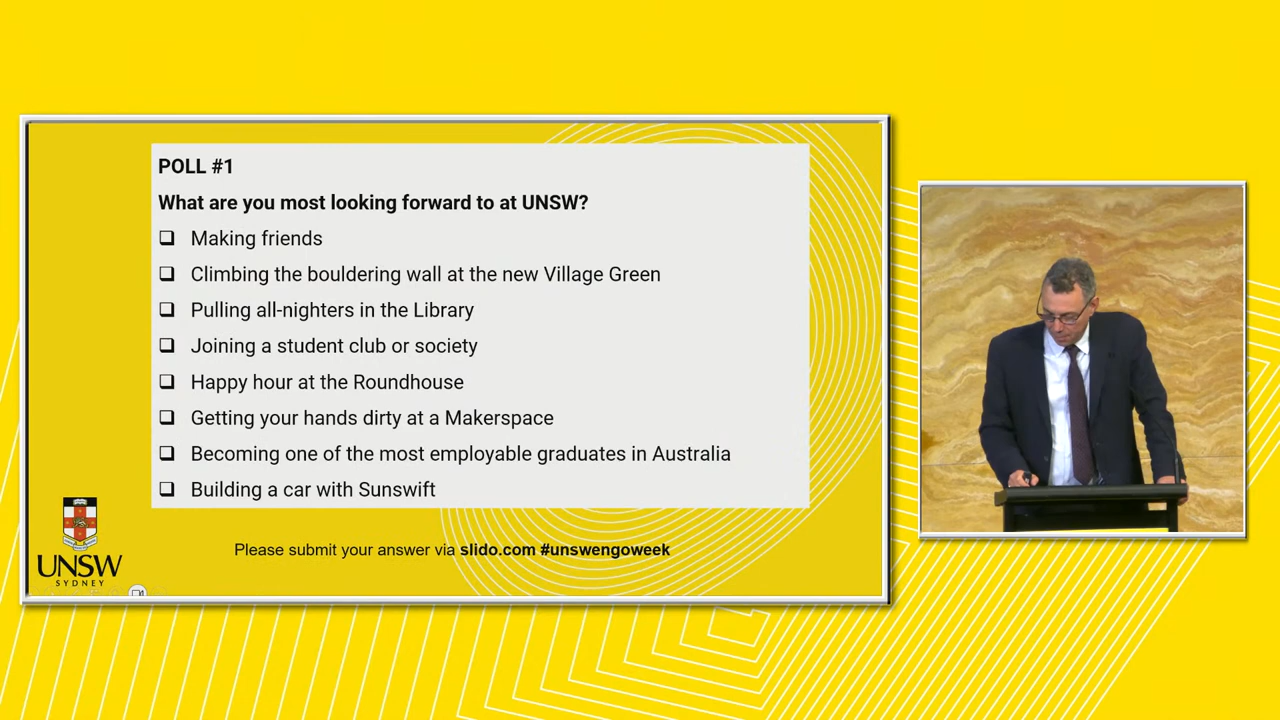 POLL #1
What are you most looking forward to at UNSW?
Making friends
Climbing the bouldering wall at the new Village Green
Pulling all-nighters in the Library
Joining a student club or society
Happy hour at the Roundhouse
Getting your hands dirty at a Makerspace
Becoming one of the most employable graduates in Australia
Building a car with Sunswift
Please submit your answer via slido.com #unswengoweek
UNSW
SYDNEY